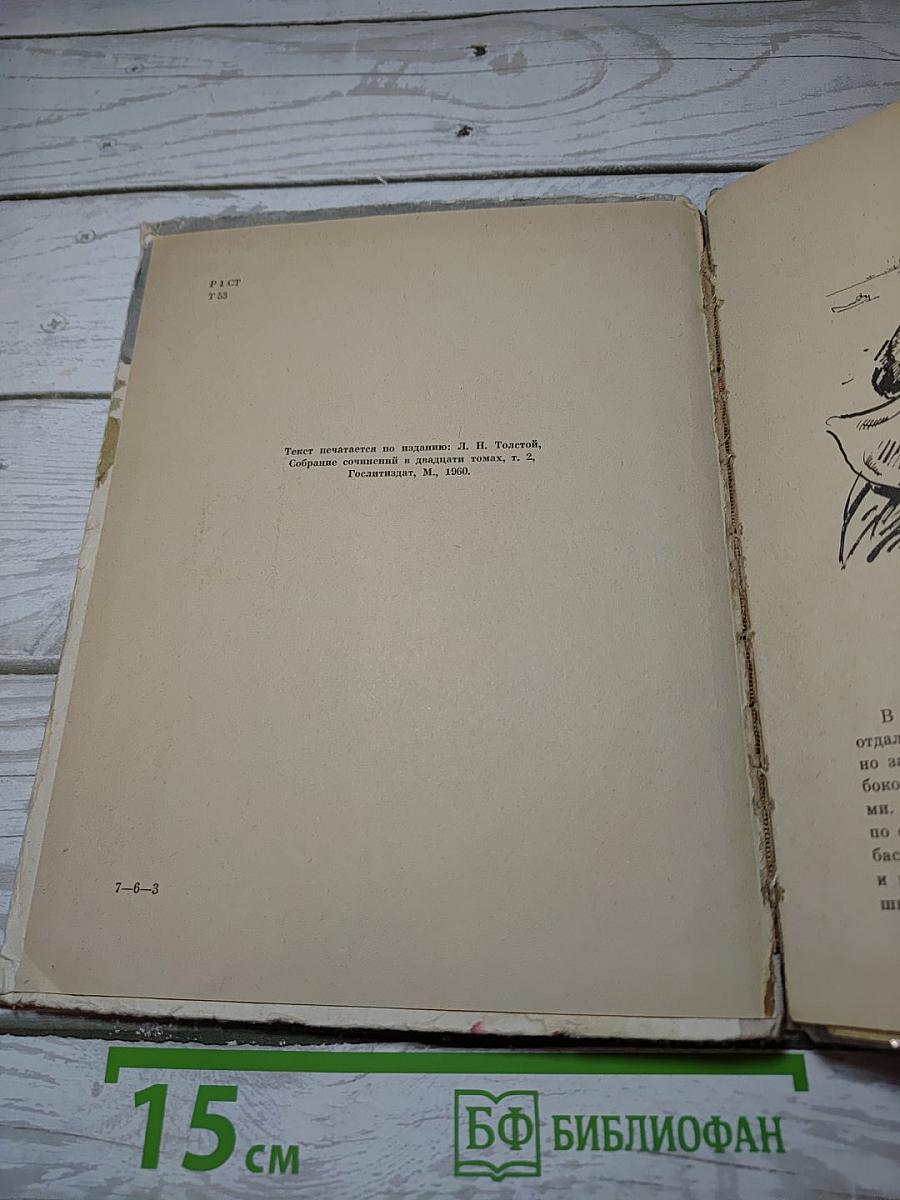 Р 1 СТ
Т 53
Текст печатается по изданию: Л. Н. Толстой,
Собрание сочинений в двадцати томах, т. 2,
Гослитиздат, М., 1960.
7—6—3
В
отдал
но за
боко
ми.
по
бас
и
ши
15 см
БФ БИБЛИОФАН